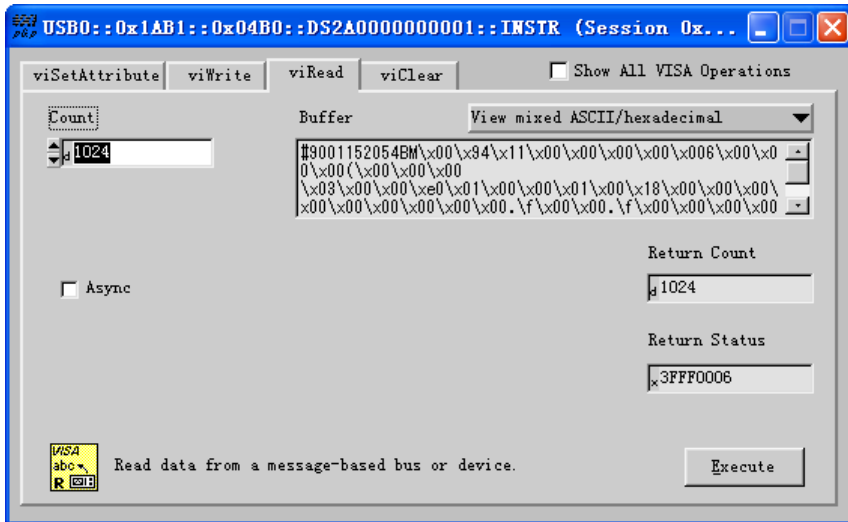 USB0::0x1AB1::0x04B0::DS2A0000000001::INSTR (Session 0x...
viSetAttribute viWrite viRead viClear Show All VISA Operations
Count Buffer View mixed ASCII/hexadecimal
d 1024
#9001152054BM\x00\x94\x11\x00\x00\x00\x00\x006\x00\x0
0\x00(\x00\x00\x00
\x03\x00\x00\xe0\x01\x00\x00\x01\x00\x18\x00\x00\x00\
\x00\x00\x00\x00\x00\x00.\f\x00\x00.\f\x00\x00\x00\x00
Return Count
Async d 1024
Return Status
x 3FFF0006
VISA
abc Read data from a message-based bus or device. Execute
R